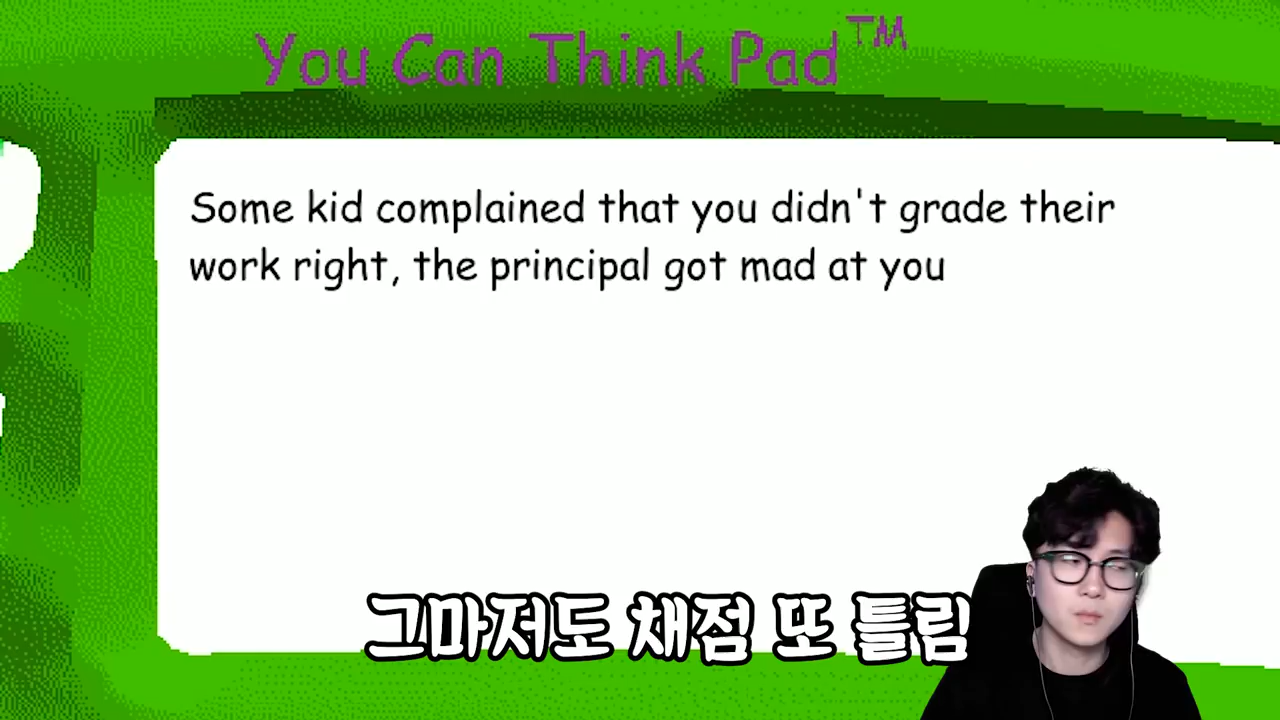 You Can Think Pad™
Some kid complained that you didn't grade their
work right, the principal got mad at you
그마저도 채점 또 틀림